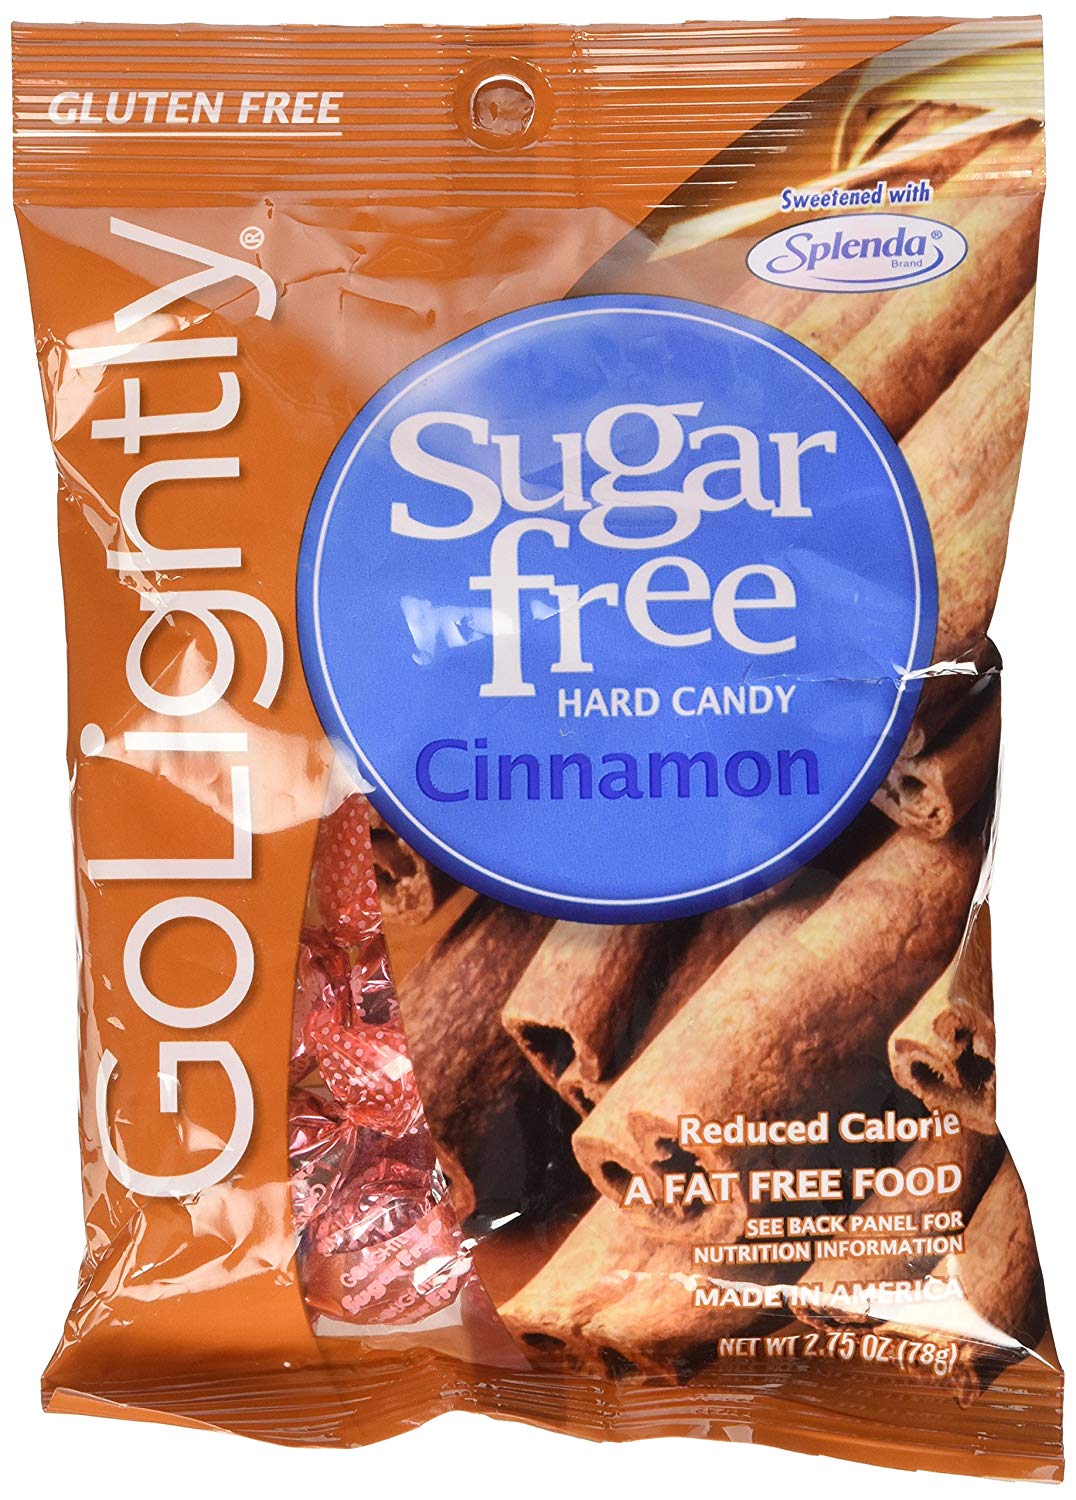 GLUTEN FREE
Sweetened with
Splenda®
Brand
GoLightly®
Sugar
free
HARD CANDY
Cinnamon
Reduced Calorie
A FAT FREE FOOD
SEE BACK PANEL FOR
NUTRITION INFORMATION
MADE IN AMERICA
NET WT 2.75 OZ (78g)